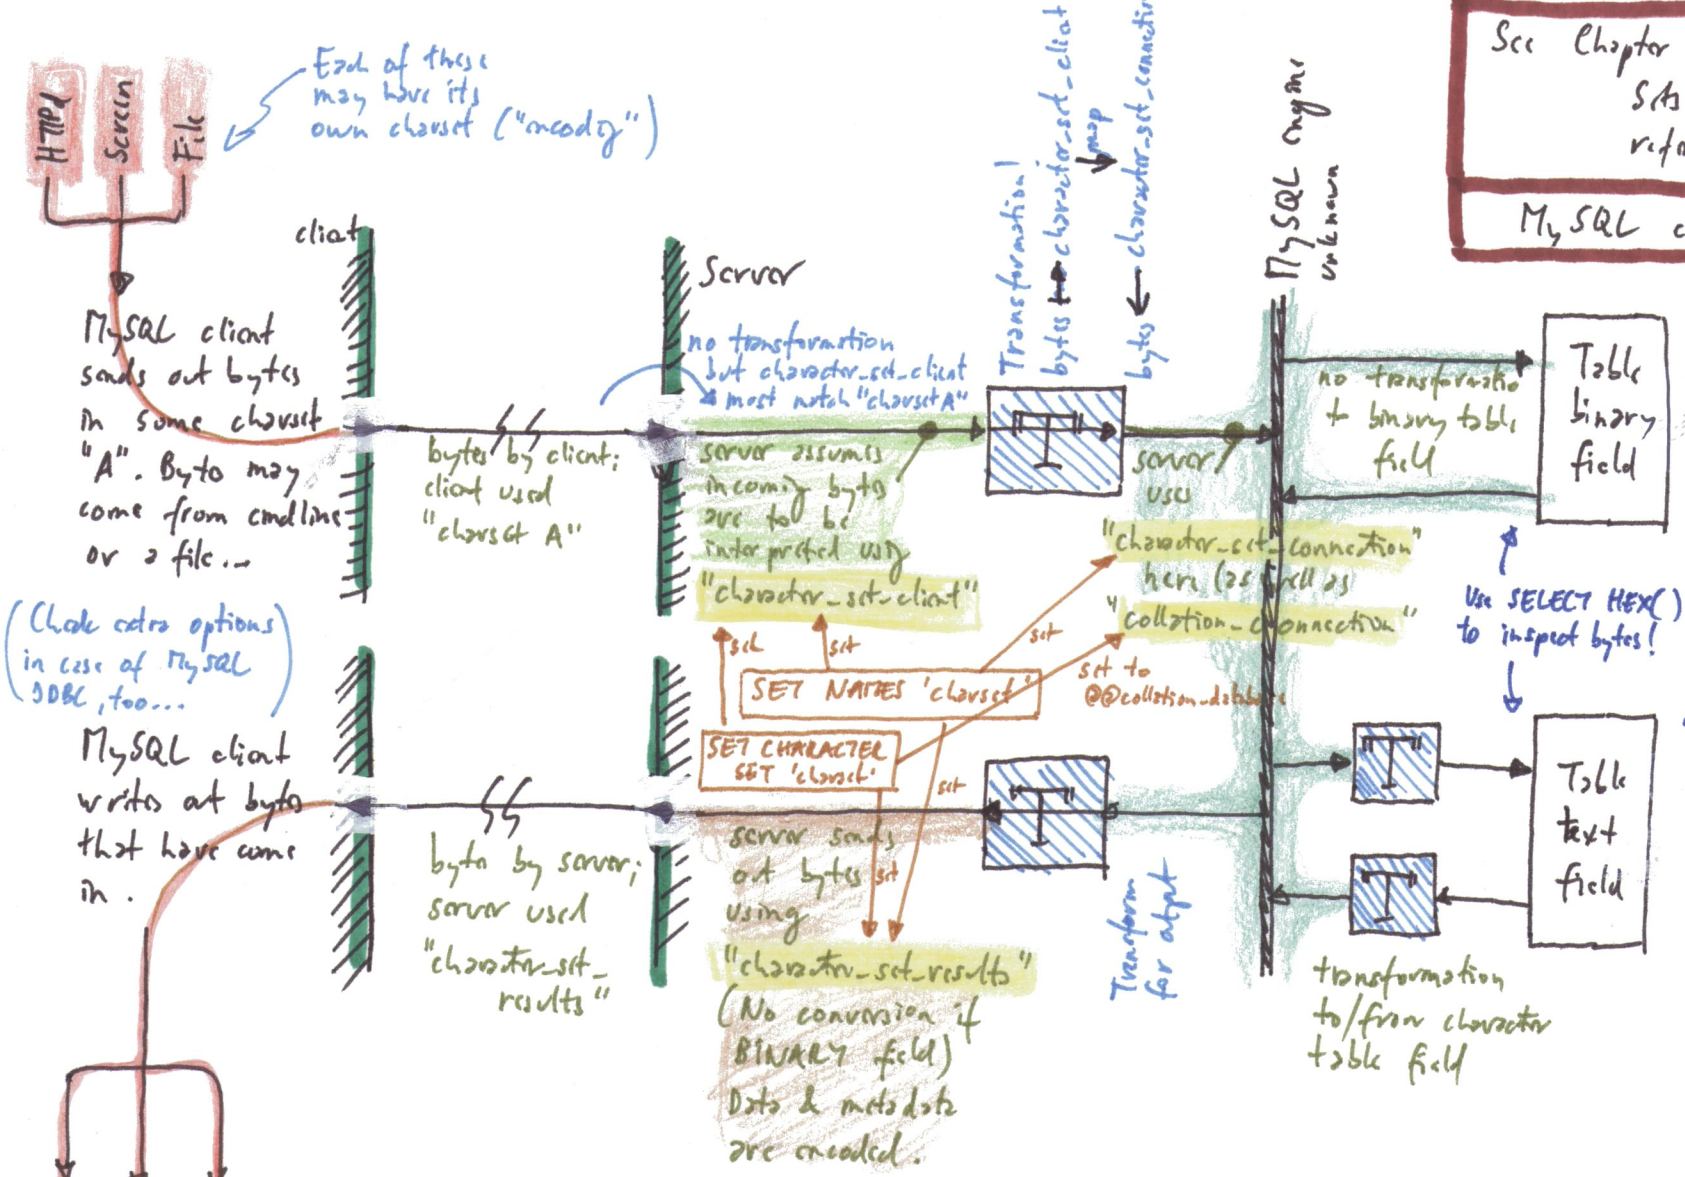 HTTPd
Screen
File
Each of these
may have its
own charset ("encodig")
client
Server
MySQL client
sends out bytes
in some charset
"A". Bytes may
come from cmdline
or a file...
bytes by client;
client used
"charset A"
no transformation
but character_set_client
most match "charset A"
server assumes
incomig bytes
are to be
interpreted usig
"character_set_client"
Transformation!
bytes → character_set_client
↓ map
bytes ← character_set_connectio
server
uses
"character_set_connection"
here (as well as
"collation_connection"
MySQL engine
unknown
See Chapter
Sets
MySQL c
no transformatio
to binary table
field
Table
binary
field
Use SELECT HEX()
to inspect bytes!
(Check extra options
in case of MySQL
JDBC, too...)
set
set
set
set to
@@collation_database
SET NAMES 'charset'
SET CHARACTER
SET 'charset'
set
set
MySQL client
writes out bytes
that have come
in.
bytes by server;
server used
"character_set_
results"
server sends
out bytes
using
"character_set_results"
(No conversion if
BINARY field)
Data & metadata
are encoded.
Transform
for output
Table
text
field
transformation
to/from character
table field